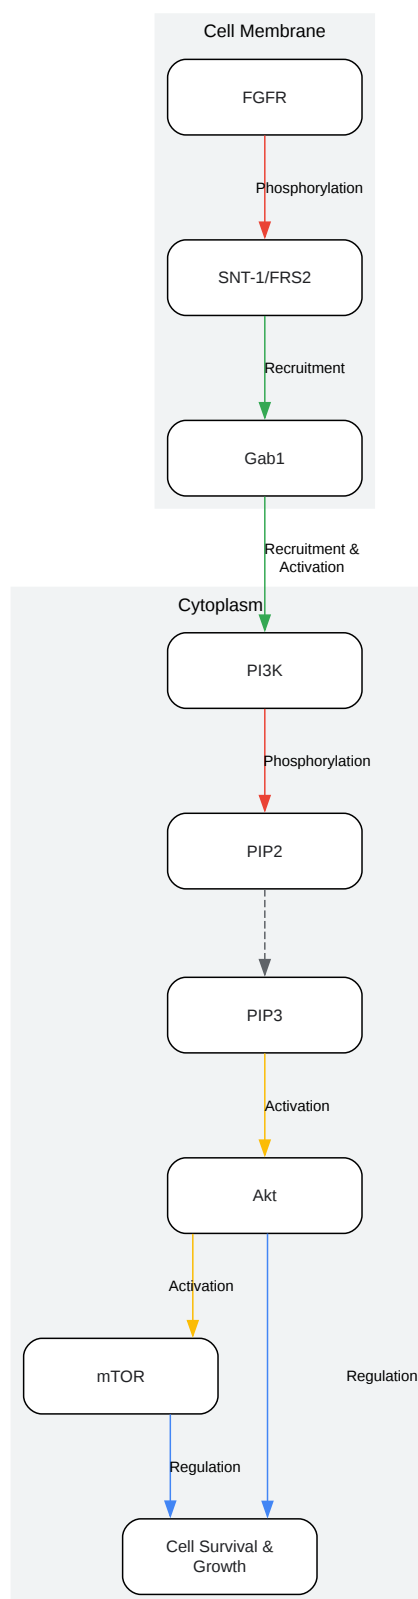 Cell Membrane
FGFR
Phosphorylation
SNT-1/FRS2
Recruitment
Gab1
Recruitment &
Activation
Cytoplasm
PI3K
Phosphorylation
PIP2
PIP3
Activation
Akt
Activation
mTOR
Regulation
Regulation
Cell Survival &
Growth